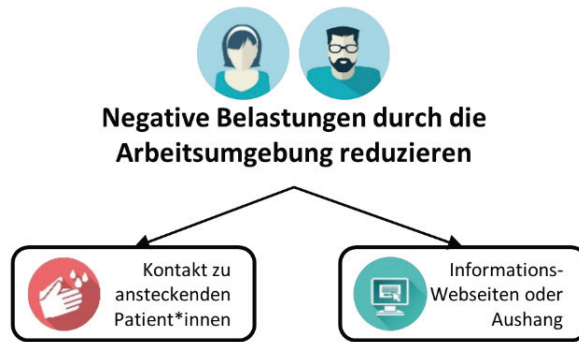 Negative Belastungen durch die
Arbeitsumgebung reduzieren
Kontakt zu
ansteckenden
Patient*innen
Informations-
Webseiten oder
Aushang